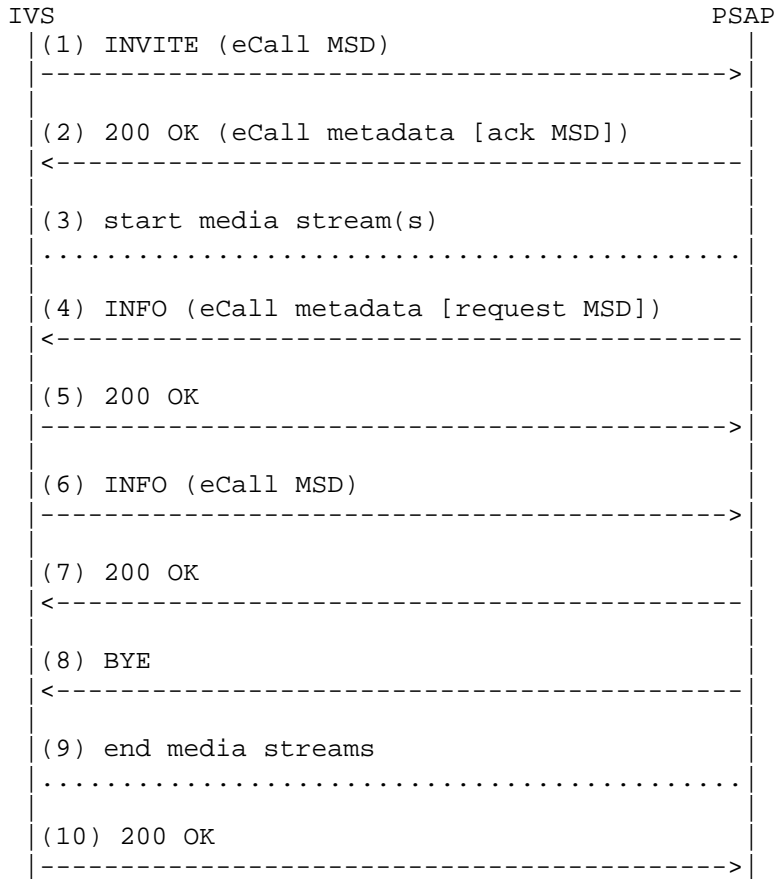 IVS PSAP
(1) INVITE (eCall MSD)
(2) 200 OK (eCall metadata [ack MSD])
(3) start media stream(s)
(4) INFO (eCall metadata [request MSD])
(5) 200 OK
(6) INFO (eCall MSD)
(7) 200 OK
(8) BYE
(9) end media streams
(10) 200 OK